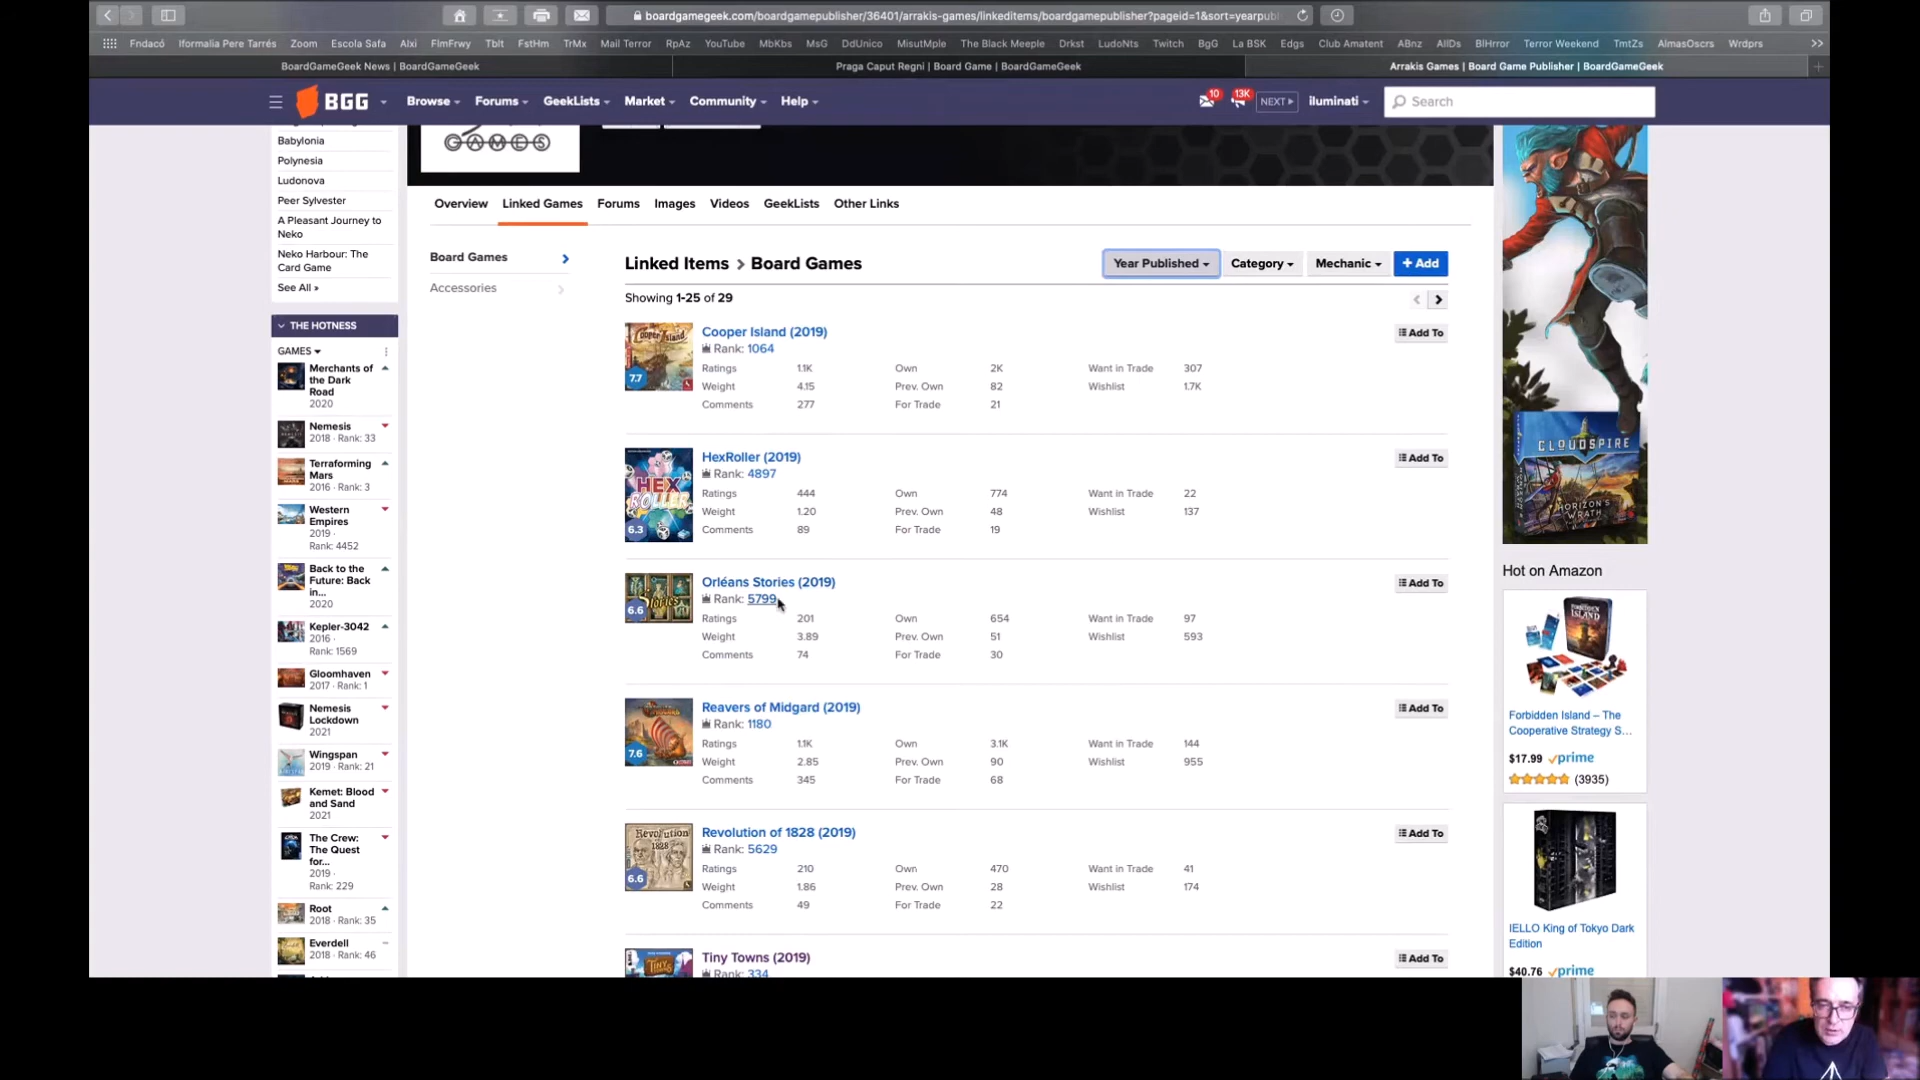 boardgamegeek.com/boardgamepublisher/36401/arrakis-games/linkeditems/boardgamepublisher?pageid=1&sort=yearpubl
Fndacó Iformalia Pere Tarrés Zoom Escola Safa Alxi FlmFrwy Tblt FstHm TrMx Mail Terror RpAz YouTube MbKbs MsG DdUnico MisutMple The Black Meeple Drkst LudoNts Twitch BgG La BSK Edgs Club Amatent ABnz AllDs BlHrror Terror Weekend TmtZs AlmasOscrs Wrdprs
BoardGameGeek News | BoardGameGeek
Praga Caput Regni | Board Game | BoardGameGeek
Arrakis Games | Board Game Publisher | BoardGameGeek
BGG Browse Forums GeekLists Market Community Help 10 13K NEXT iluminati Search
Babylonia
Polynesia
Ludonova
Peer Sylvester
A Pleasant Journey to
Neko
Neko Harbour: The
Card Game
See All »
THE HOTNESS
GAMES
Merchants of
the Dark
Road
2020
Nemesis
2018 · Rank: 33
Terraforming
Mars
2016 · Rank: 3
Western
Empires
2019 ·
Rank: 4452
Back to the
Future: Back
in...
2020
Kepler-3042
2016 ·
Rank: 1569
Gloomhaven
2017 · Rank: 1
Nemesis
Lockdown
2021
Wingspan
2019 · Rank: 21
Kemet: Blood
and Sand
2021
The Crew:
The Quest
for...
2019 ·
Rank: 229
Root
2018 · Rank: 35
Everdell
2018 · Rank: 46
GAMES
Overview Linked Games Forums Images Videos GeekLists Other Links
Board Games
Accessories
Linked Items > Board Games
Year Published Category Mechanic + Add
Showing 1-25 of 29
Cooper Island
7.7
Cooper Island (2019)
Rank: 1064
Ratings 1.1K Own 2K Want in Trade 307
Weight 4.15 Prev. Own 82 Wishlist 1.7K
Comments 277 For Trade 21
Add To
HEX ROLLER
6.3
HexRoller (2019)
Rank: 4897
Ratings 444 Own 774 Want in Trade 22
Weight 1.20 Prev. Own 48 Wishlist 137
Comments 89 For Trade 19
Add To
Stories
6.6
Orléans Stories (2019)
Rank: 5799
Ratings 201 Own 654 Want in Trade 97
Weight 3.89 Prev. Own 51 Wishlist 593
Comments 74 For Trade 30
Add To
7.6
Reavers of Midgard (2019)
Rank: 1180
Ratings 1.1K Own 3.1K Want in Trade 144
Weight 2.85 Prev. Own 90 Wishlist 955
Comments 345 For Trade 68
Add To
Revolution
1828
6.6
Revolution of 1828 (2019)
Rank: 5629
Ratings 210 Own 470 Want in Trade 41
Weight 1.86 Prev. Own 28 Wishlist 174
Comments 49 For Trade 22
Add To
TINY
Tiny Towns (2019)
Rank: 334
Add To
CLOUDSPIRE
HORIZON'S
WRATH
Hot on Amazon
FORBIDDEN
ISLAND
Forbidden Island – The
Cooperative Strategy S...
$17.99 prime
(3935)
IELLO King of Tokyo Dark
Edition
$40.76 prime